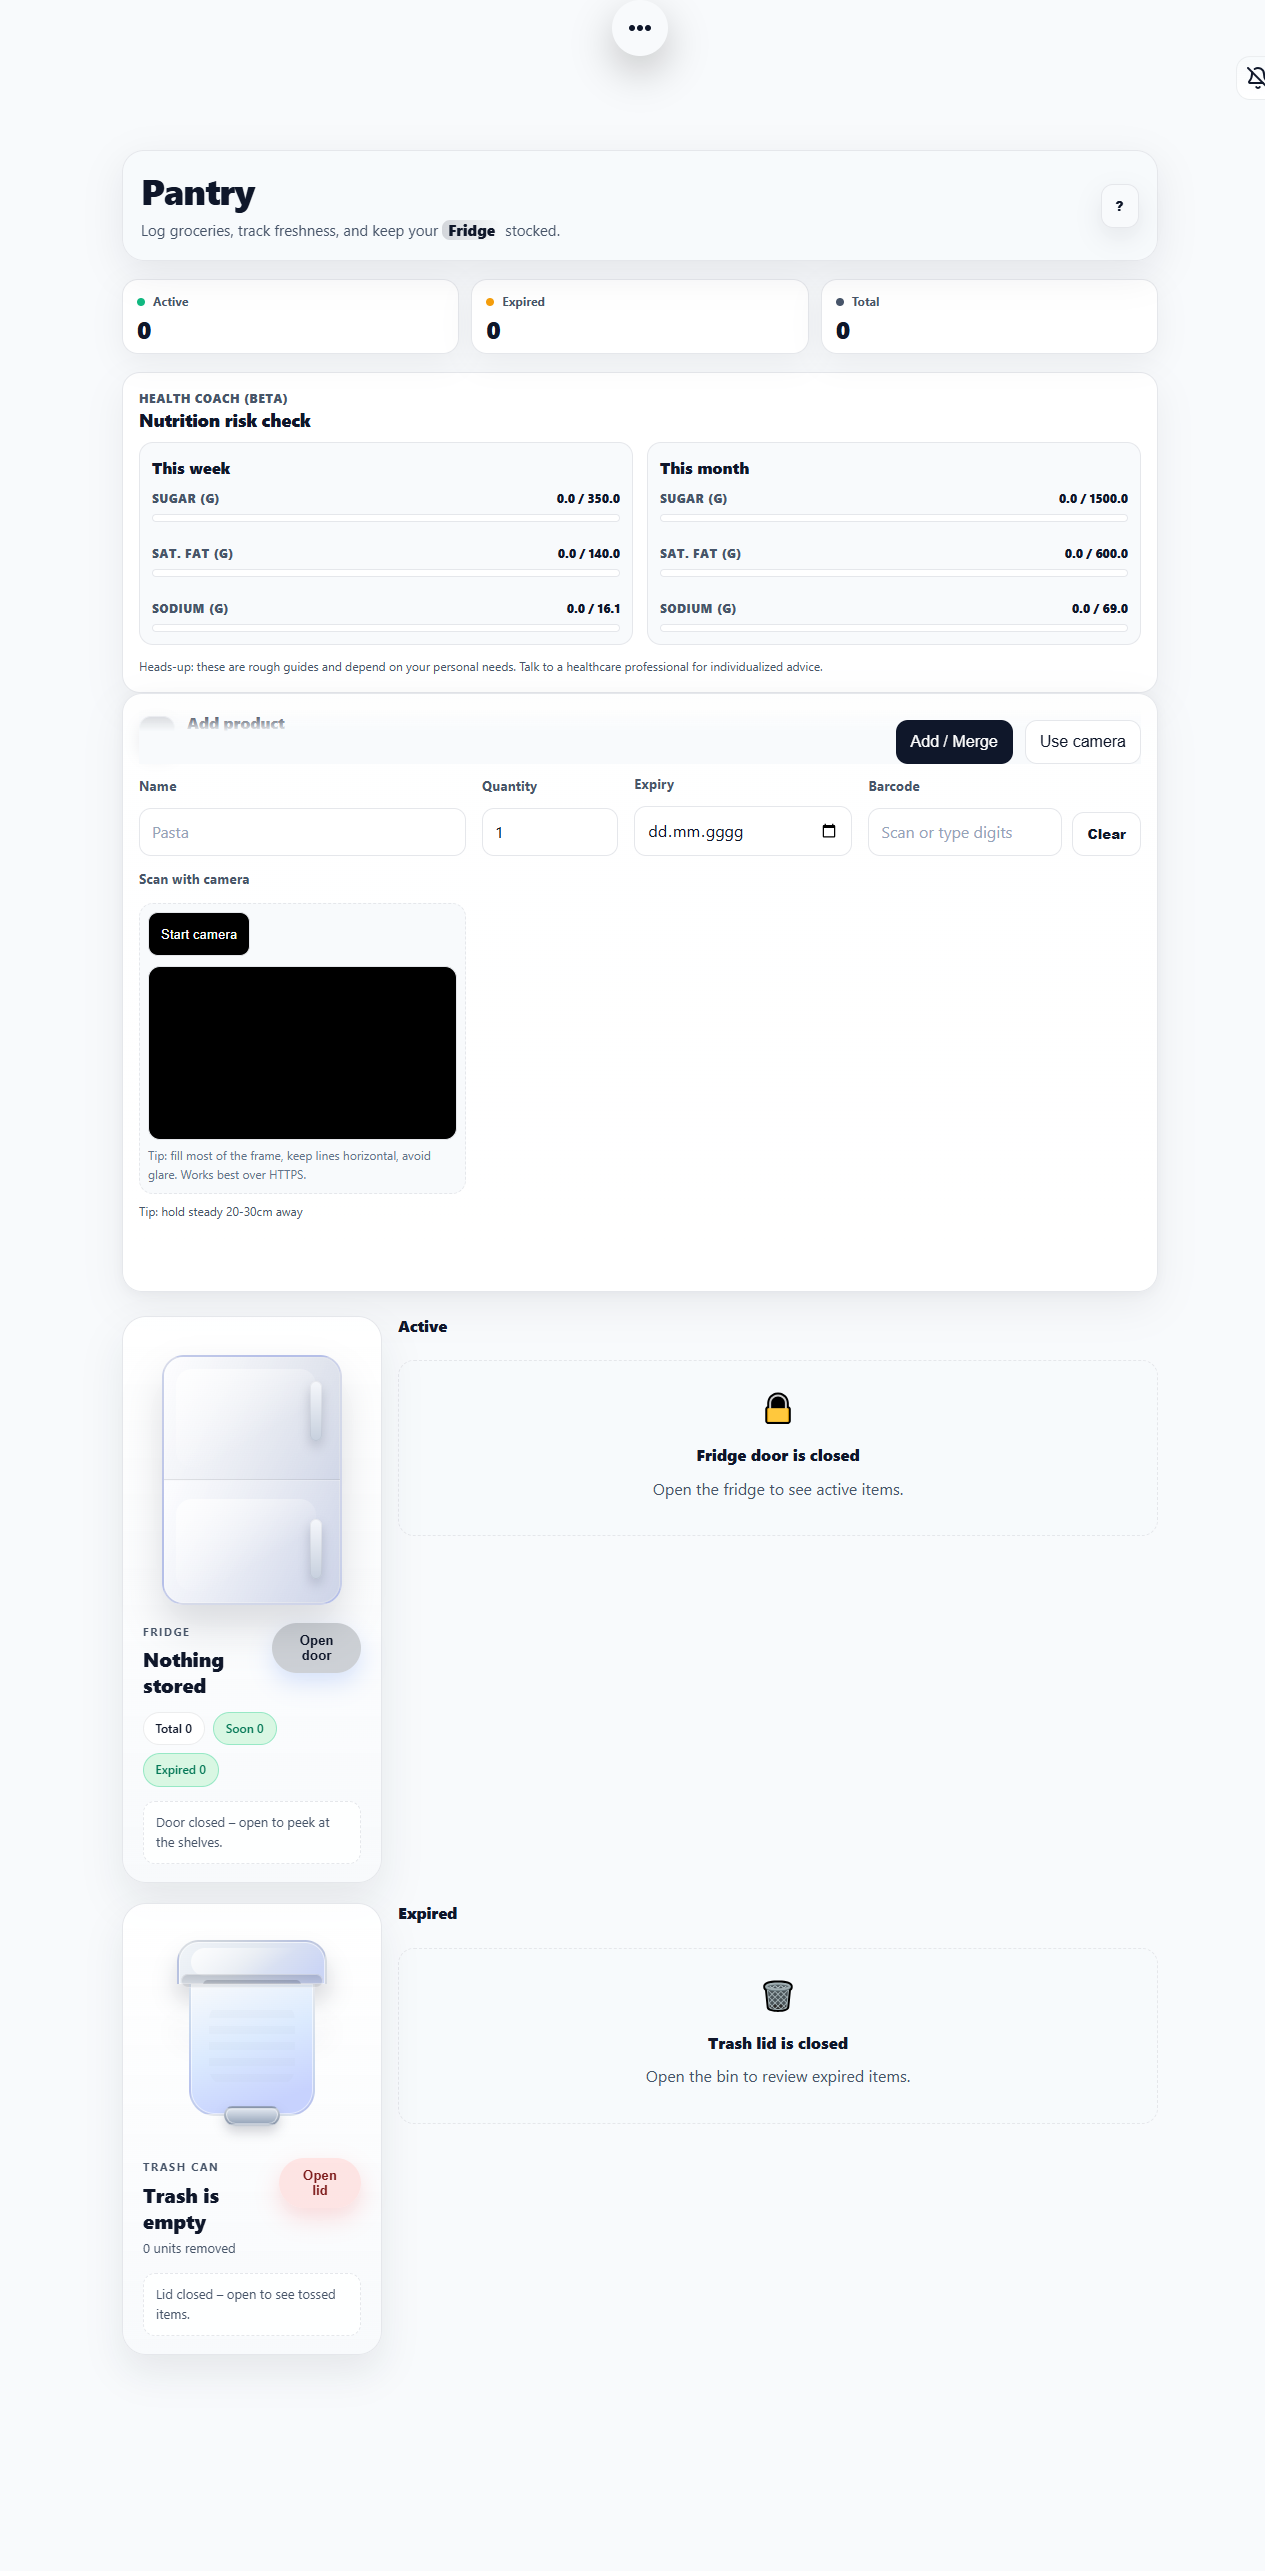 •••
Pantry
Log groceries, track freshness, and keep your Fridge stocked.
?
Active
0
Expired
0
Total
0
HEALTH COACH (BETA)
Nutrition risk check
This week
SUGAR (G) 0.0 / 350.0
SAT. FAT (G) 0.0 / 140.0
SODIUM (G) 0.0 / 16.1
This month
SUGAR (G) 0.0 / 1500.0
SAT. FAT (G) 0.0 / 600.0
SODIUM (G) 0.0 / 69.0
Heads-up: these are rough guides and depend on your personal needs. Talk to a healthcare professional for individualized advice.
Add product
Add / Merge
Use camera
Name
Pasta
Quantity
1
Expiry
dd.mm.gggg
Barcode
Scan or type digits
Clear
Scan with camera
Start camera
Tip: fill most of the frame, keep lines horizontal, avoid
glare. Works best over HTTPS.
Tip: hold steady 20-30cm away
FRIDGE
Nothing
stored
Open
door
Total 0
Soon 0
Expired 0
Door closed – open to peek at
the shelves.
Active
Fridge door is closed
Open the fridge to see active items.
TRASH CAN
Trash is
empty
0 units removed
Open
lid
Lid closed – open to see tossed
items.
Expired
Trash lid is closed
Open the bin to review expired items.